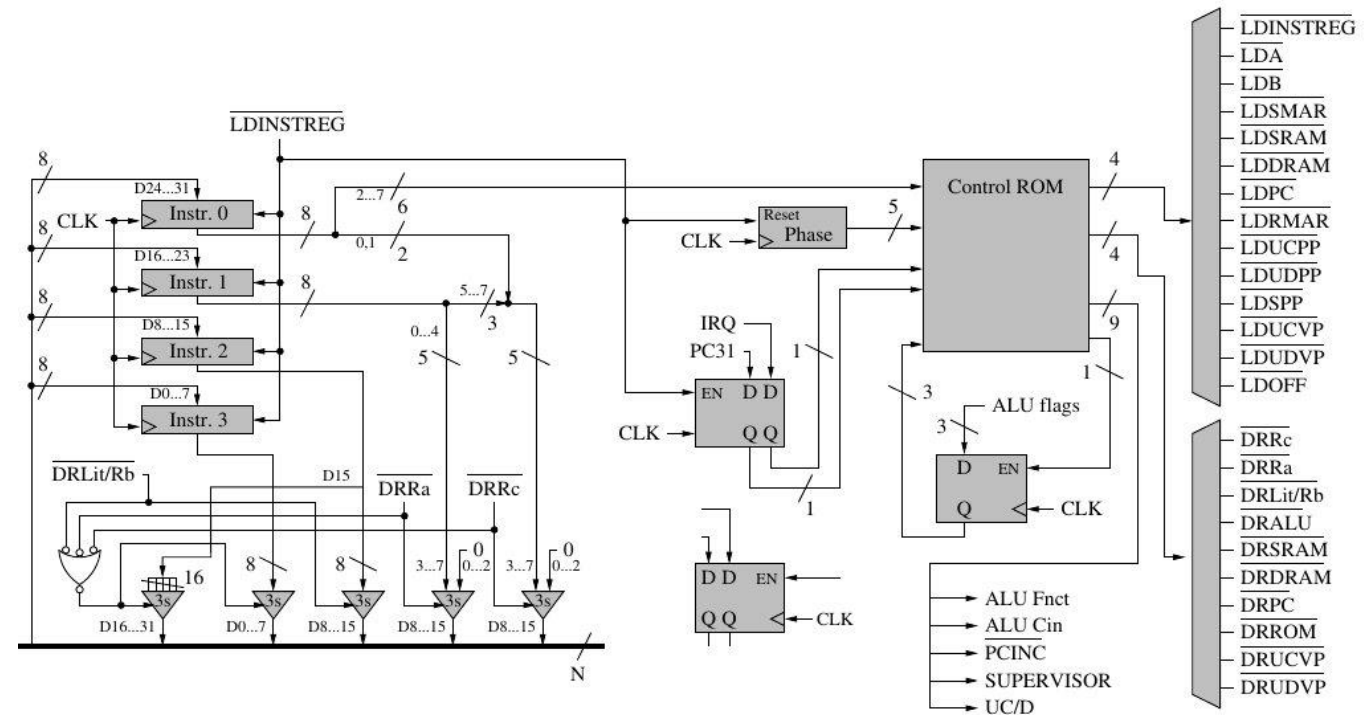 LDINSTREG
LDA
LDB
LDSMAR
LDSRAM
LDDRAM
LDPC
LDRMAR
LDUCPP
LDUDPP
LDSPP
LDUCVP
LDUDVP
LDOFF
LDINSTREG
8
D24...31
CLK
Instr. 0
8
2...7
6
0,1
2
8
D16...23
Instr. 1
8
5...7
3
0...4
5
5
8
D8...15
Instr. 2
8
D0...7
Instr. 3
Reset
Phase
CLK
5
Control ROM
4
4
9
1
IRQ
PC31
1
EN D D
Q Q
CLK
1
3
ALU flags
3
D EN
Q
CLK
DRLit/Rb
D15
DRRa
DRRc
16
8
8
3...7
0
0...2
3...7
0
0...2
3s
3s
3s
3s
3s
D16...31
D0...7
D8...15
D8...15
D8...15
N
D D EN
Q Q
CLK
ALU Fnct
ALU Cin
PCINC
SUPERVISOR
UC/D
DRRc
DRRa
DRLit/Rb
DRALU
DRSRAM
DRDRAM
DRPC
DRROM
DRUCVP
DRUDVP